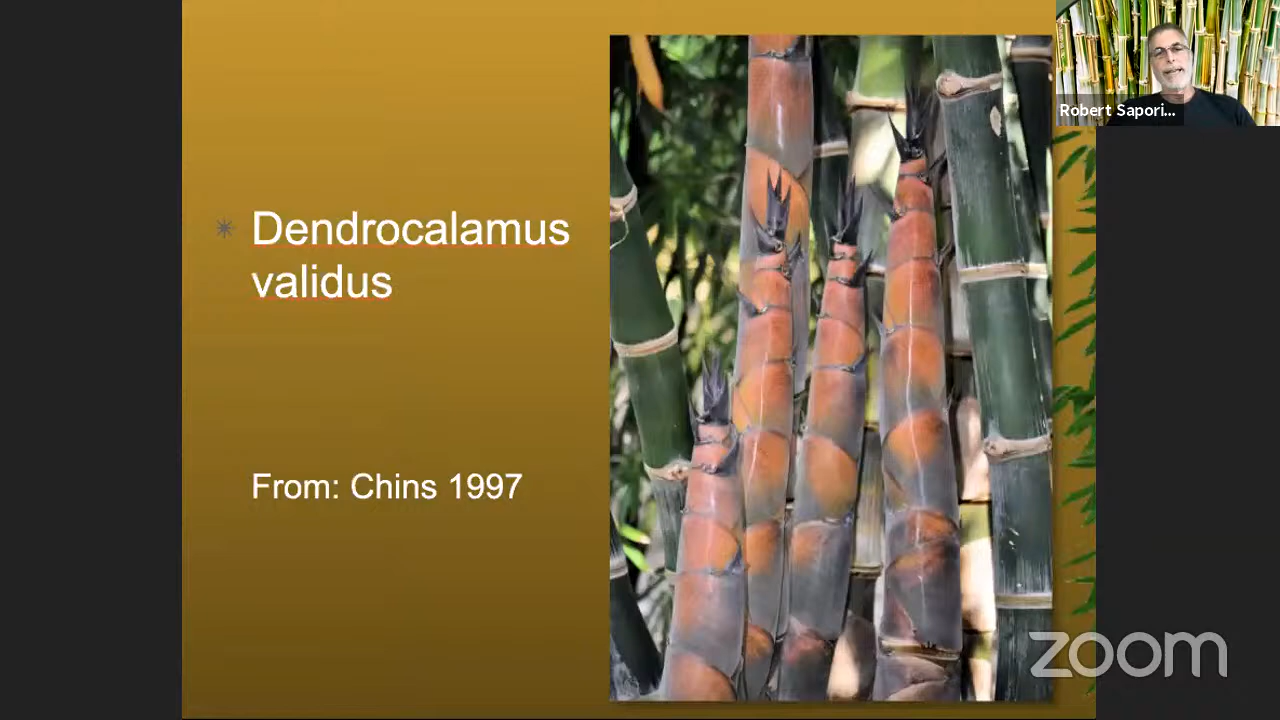 Dendrocalamus
validus
From: Chins 1997
Robert Sapori...
zoom